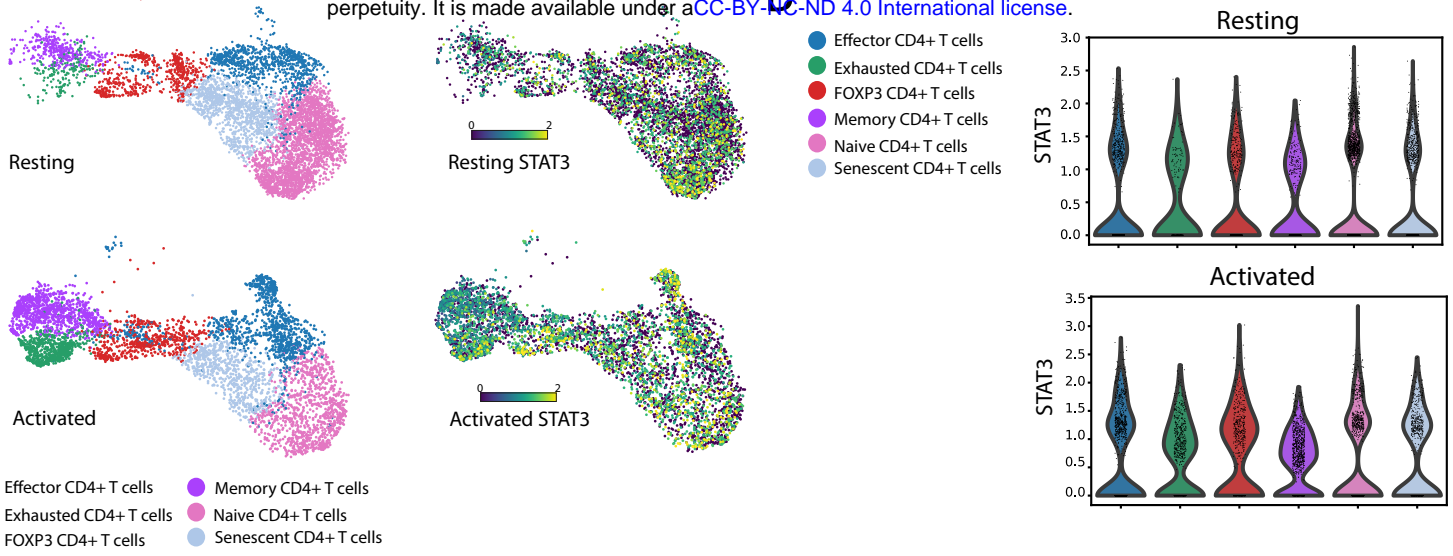 perpetuity. It is made available under aCC-BY-NC-ND 4.0 International license.
Resting
0 2
Resting STAT3
Effector CD4+ T cells
Exhausted CD4+ T cells
FOXP3 CD4+ T cells
Memory CD4+ T cells
Naive CD4+ T cells
Senescent CD4+ T cells
Resting
STAT3
3.0
2.5
2.0
1.5
1.0
0.5
0.0
Activated
0 2
Activated STAT3
Activated
STAT3
3.5
3.0
2.5
2.0
1.5
1.0
0.5
0.0
Effector CD4+ T cells
Exhausted CD4+ T cells
FOXP3 CD4+ T cells
Memory CD4+ T cells
Naive CD4+ T cells
Senescent CD4+ T cells